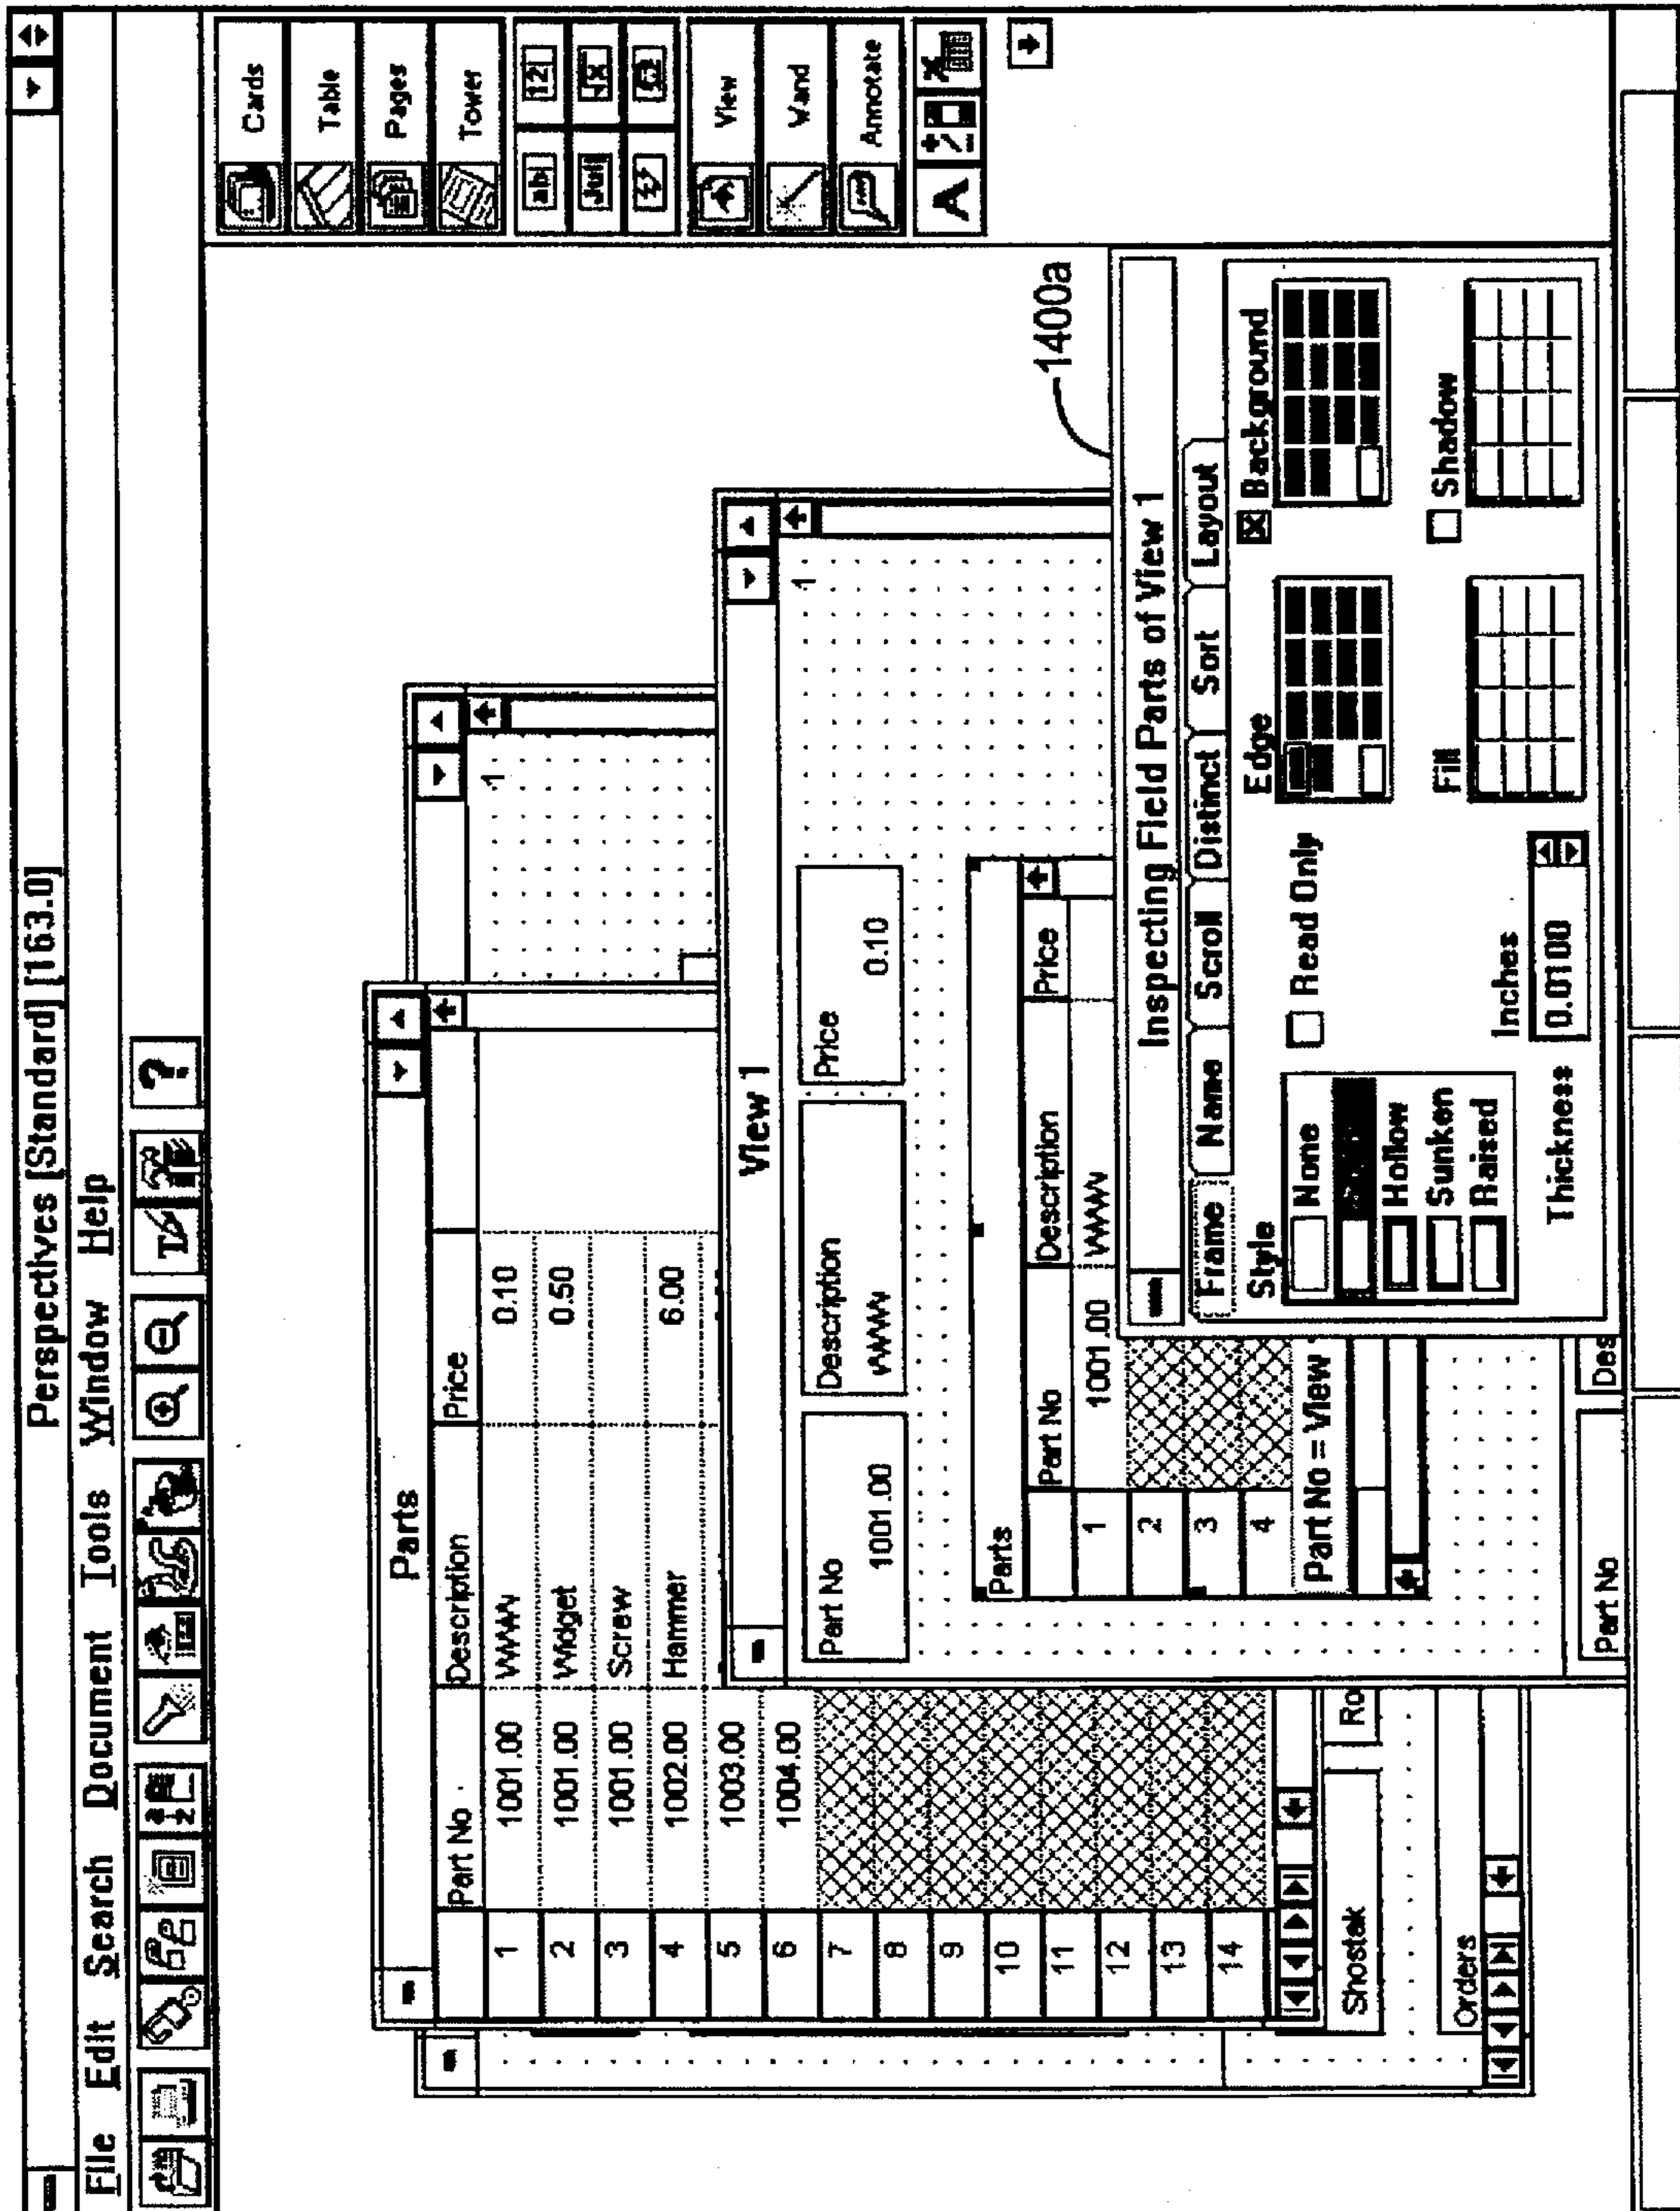 Perspectives [Standard] [163.0]
File Edit Search Document Tools Window Help
?
Parts
Part No Description Price
1 1001.00 WWW 0.10
2 1001.00 Widget 0.50
3 1001.00 Screw
4 1002.00 Hammer 6.00
5 1003.00
6 1004.00
7
8
9
10
11
12
13
14
1
View 1
1
Part No Description Price
1001.00 WWW 0.10
Parts
Part No Description Price
1 1001.00 WWW
2
3
4
Part No = View
Part No Des
Shostak Ro
Orders
1400a
Inspecting Field Parts of View 1
Frame Name Scroll Distinct Sort Layout
Style Read Only Edge Background
None
Hollow
Sunken
Raised
Fill Shadow
Inches
Thickness 0.0100
Cards
Table
Pages
Tower
ab 12
View
Wand
Annotate
A